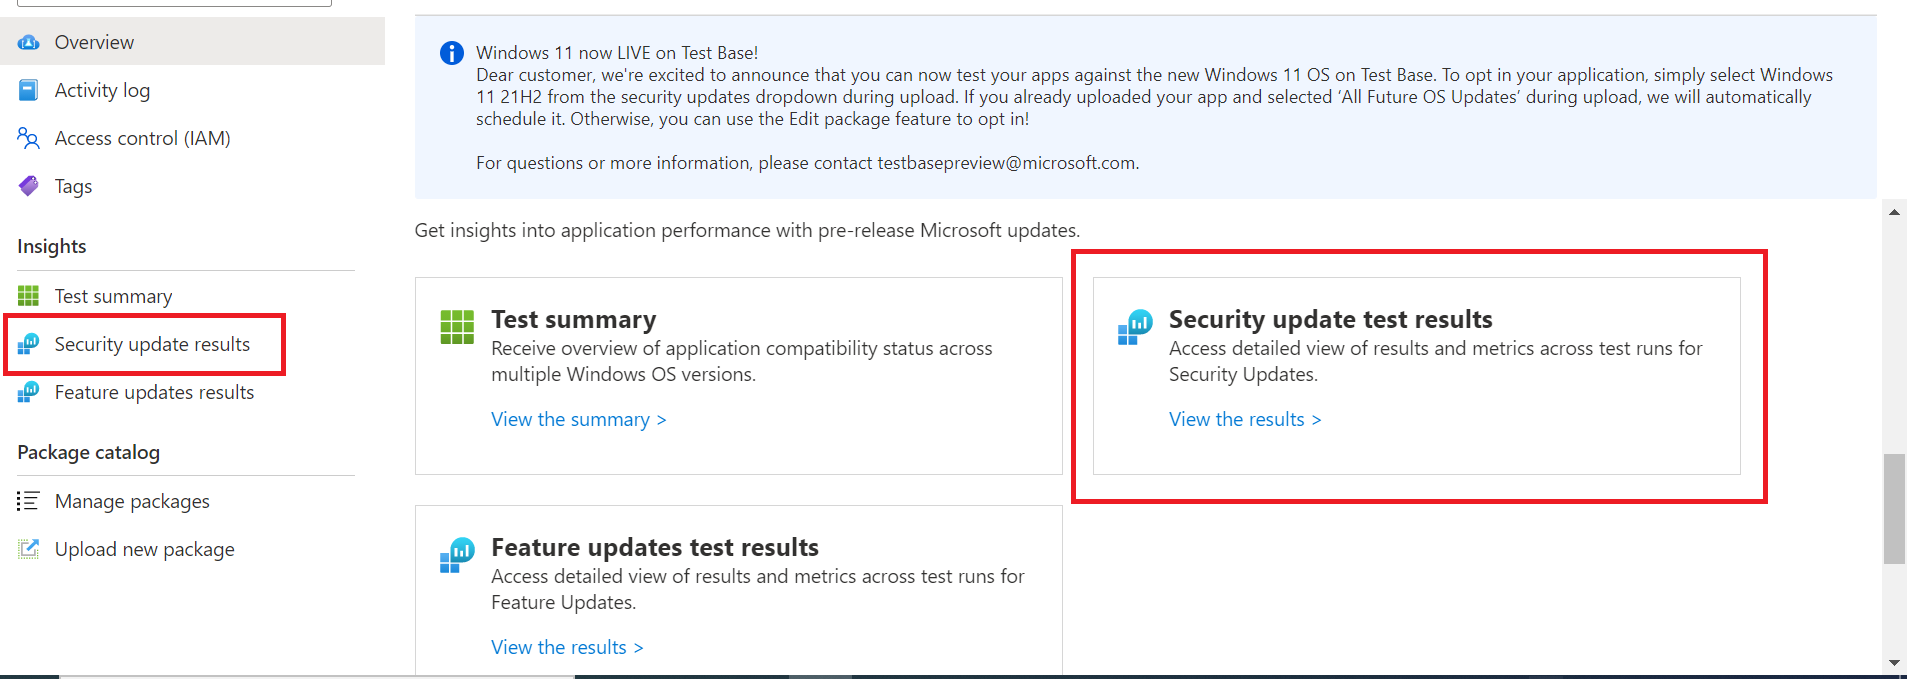 Overview
Activity log
Access control (IAM)
Tags
Insights
Test summary
Security update results
Feature updates results
Package catalog
Manage packages
Upload new package
Windows 11 now LIVE on Test Base!
Dear customer, we're excited to announce that you can now test your apps against the new Windows 11 OS on Test Base. To opt in your application, simply select Windows
11 21H2 from the security updates dropdown during upload. If you already uploaded your app and selected ‘All Future OS Updates’ during upload, we will automatically
schedule it. Otherwise, you can use the Edit package feature to opt in!
For questions or more information, please contact testbasepreview@microsoft.com.
Get insights into application performance with pre-release Microsoft updates.
Test summary
Receive overview of application compatibility status across
multiple Windows OS versions.
View the summary >
Security update test results
Access detailed view of results and metrics across test runs for
Security Updates.
View the results >
Feature updates test results
Access detailed view of results and metrics across test runs for
Feature Updates.
View the results >